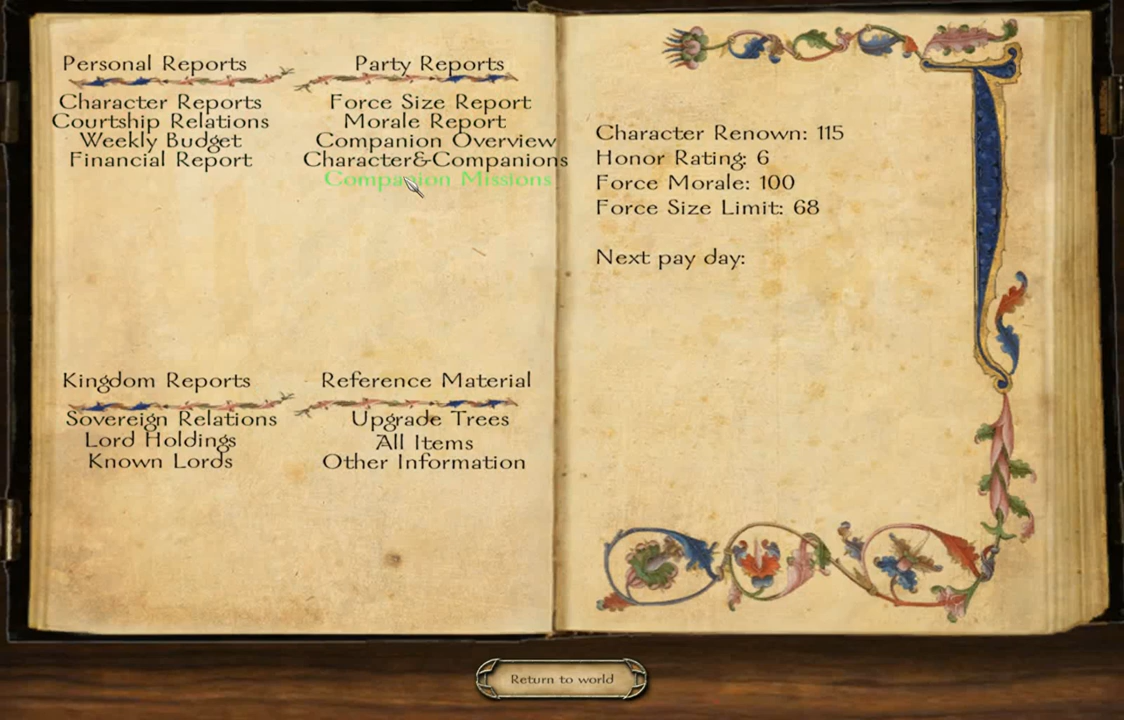 Personal Reports
Character Reports
Courtship Relations
Weekly Budget
Financial Report
Party Reports
Force Size Report
Morale Report
Companion Overview
Character&Companions
Companion Missions
Kingdom Reports
Sovereign Relations
Lord Holdings
Known Lords
Reference Material
Upgrade Trees
All Items
Other Information
Character Renown: 115
Honor Rating: 6
Force Morale: 100
Force Size Limit: 68
Next pay day:
Return to world